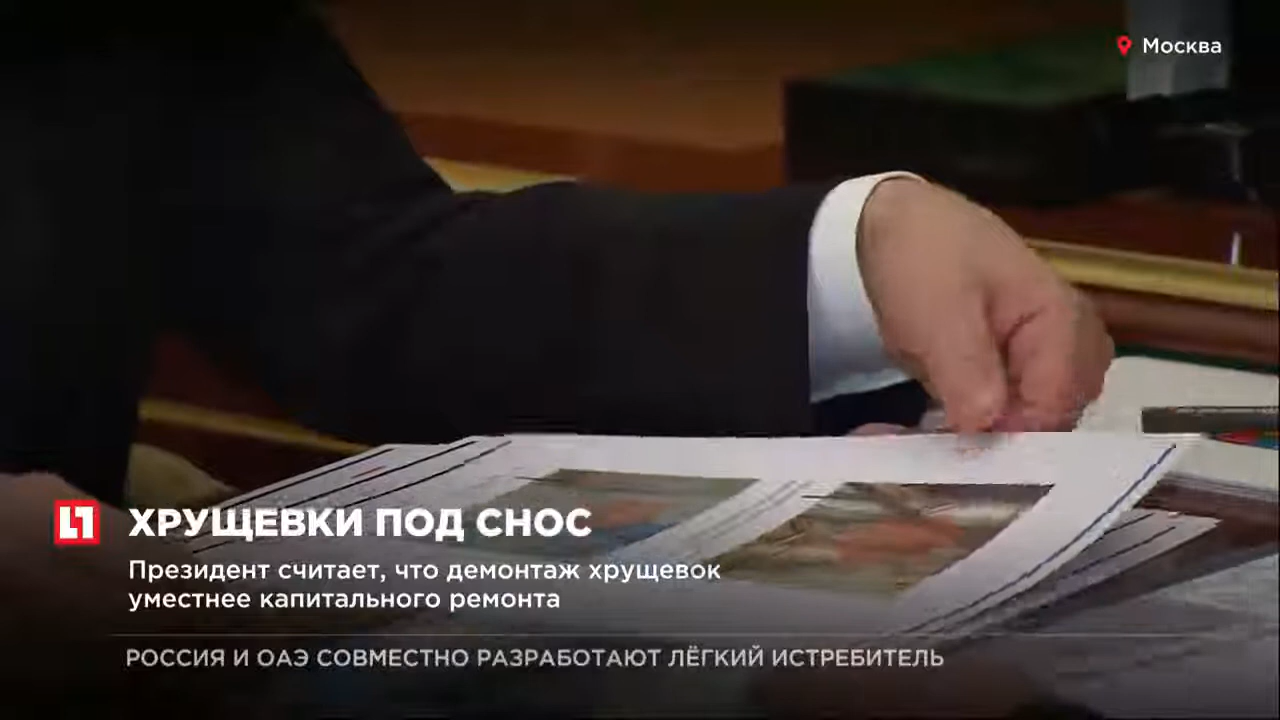 Москва
ХРУЩЕВКИ ПОД СНОС
Президент считает, что демонтаж хрущевок
уместнее капитального ремонта
РОССИЯ И ОАЭ СОВМЕСТНО РАЗРАБОТАЮТ ЛЁГКИЙ ИСТРЕБИТЕЛЬ